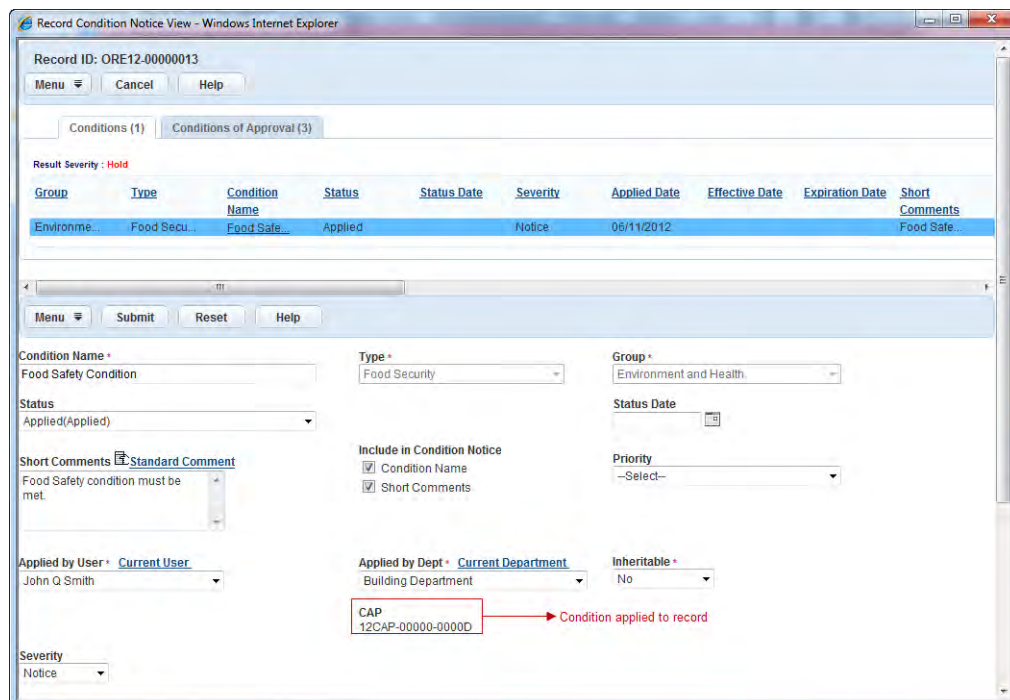 Record Condition Notice View - Windows Internet Explorer
Record ID: ORE12-00000013
Menu Cancel Help
Conditions (1) Conditions of Approval (3)
Result Severity : Hold
Group Type Condition Name Status Status Date Severity Applied Date Effective Date Expiration Date Short Comments
Environme... Food Secu... Food Safe... Applied Notice 06/11/2012 Food Safe...
Menu Submit Reset Help
Condition Name * Type * Group *
Food Safety Condition Food Security Environment and Health
Status Status Date
Applied(Applied)
Short Comments Standard Comment Include in Condition Notice Priority
Condition Name --Select--
Food Safety condition must be
met.
Short Comments
Applied by User * Current User Applied by Dept * Current Department Inheritable *
John Q Smith Building Department No
CAP
12CAP-00000-0000D Condition applied to record
Severity
Notice